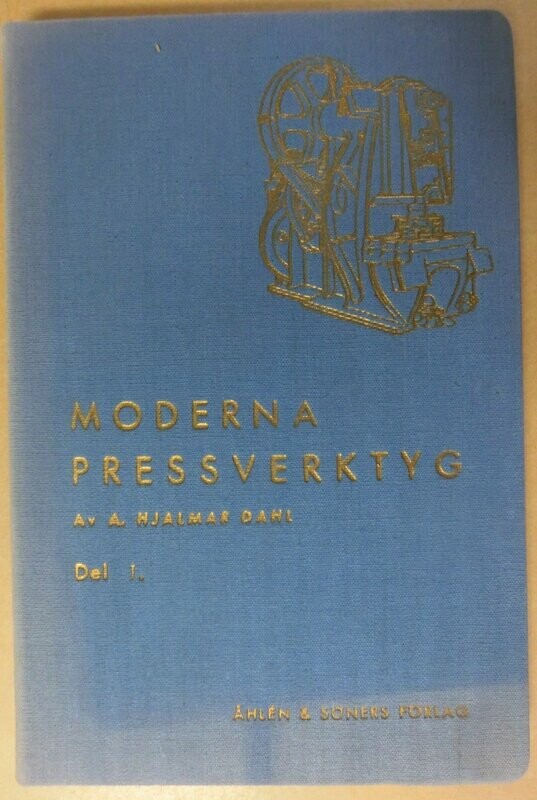 MODERNA
PRESSVERKTYG
Av A. HJALMAR DAHL
Del 1.
ÅHLÉN & SÖNERS FÖRLAG